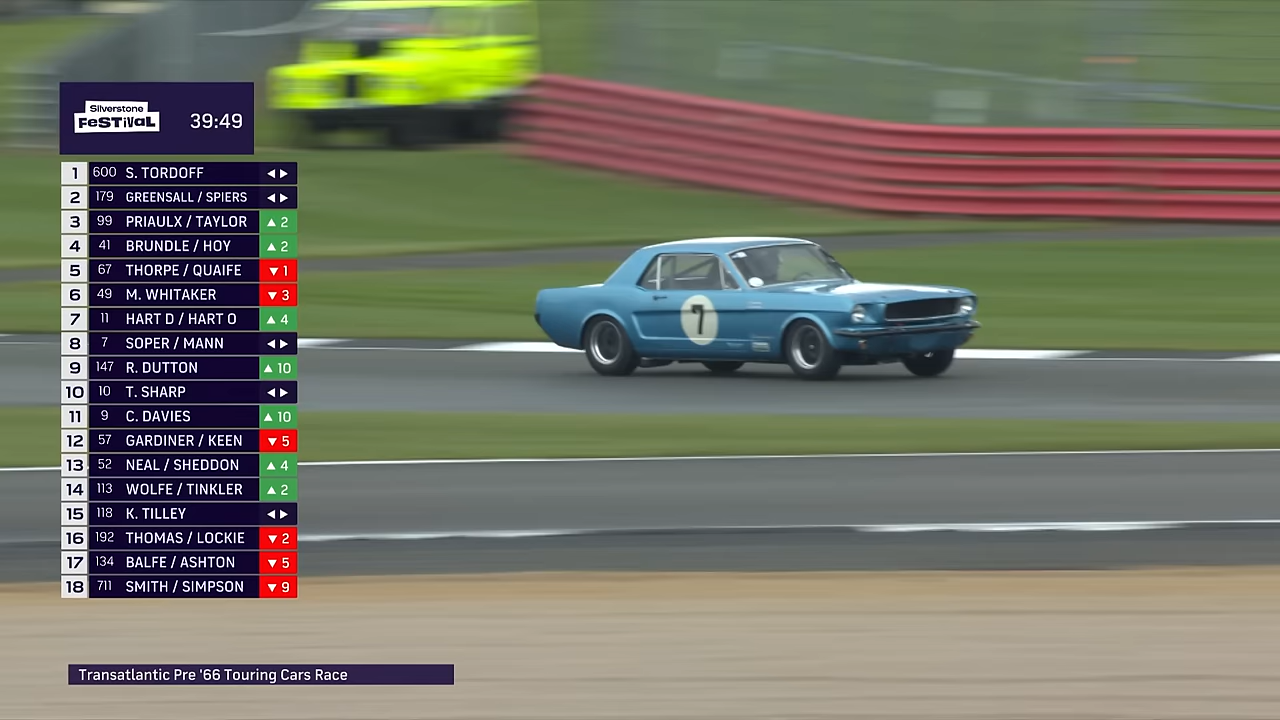 Silverstone
FeSTiVaL
39:49
1 600 S. TORDOFF ◀ ▶
2 179 GREENSALL / SPIERS ◀ ▶
3 99 PRIAULX / TAYLOR ▲ 2
4 41 BRUNDLE / HOY ▲ 2
5 67 THORPE / QUAIFE ▼ 1
6 49 M. WHITAKER ▼ 3
7 11 HART D / HART O ▲ 4
8 7 SOPER / MANN ◀ ▶
9 147 R. DUTTON ▲ 10
10 10 T. SHARP ◀ ▶
11 9 C. DAVIES ▲ 10
12 57 GARDINER / KEEN ▼ 5
13 52 NEAL / SHEDDON ▲ 4
14 113 WOLFE / TINKLER ▲ 2
15 118 K. TILLEY ◀ ▶
16 192 THOMAS / LOCKIE ▼ 2
17 134 BALFE / ASHTON ▼ 5
18 711 SMITH / SIMPSON ▼ 9
7
Transatlantic Pre '66 Touring Cars Race